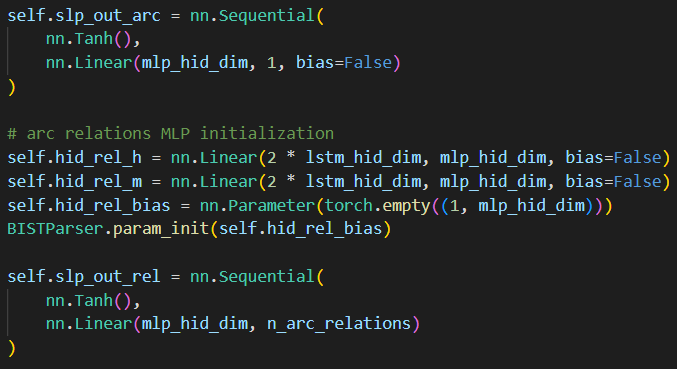 self.slp_out_arc = nn.Sequential(
    nn.Tanh(),
    nn.Linear(mlp_hid_dim, 1, bias=False)
)
# arc relations MLP initialization
self.hid_rel_h = nn.Linear(2 * lstm_hid_dim, mlp_hid_dim, bias=False)
self.hid_rel_m = nn.Linear(2 * lstm_hid_dim, mlp_hid_dim, bias=False)
self.hid_rel_bias = nn.Parameter(torch.empty((1, mlp_hid_dim)))
BISTParser.param_init(self.hid_rel_bias)
self.slp_out_rel = nn.Sequential(
    nn.Tanh(),
    nn.Linear(mlp_hid_dim, n_arc_relations)
)